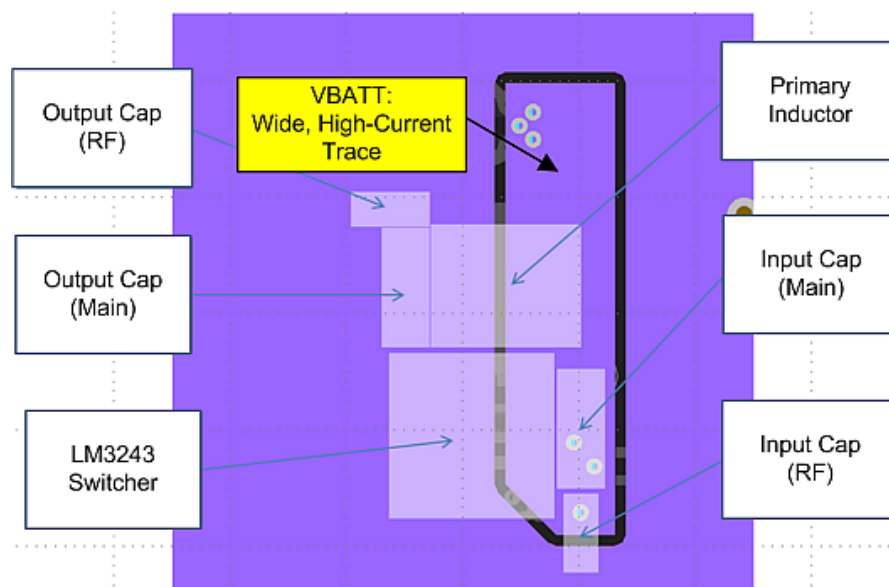 Output Cap
(RF)
VBATT:
Wide, High-Current
Trace
Primary
Inductor
Output Cap
(Main)
Input Cap
(Main)
LM3243
Switcher
Input Cap
(RF)